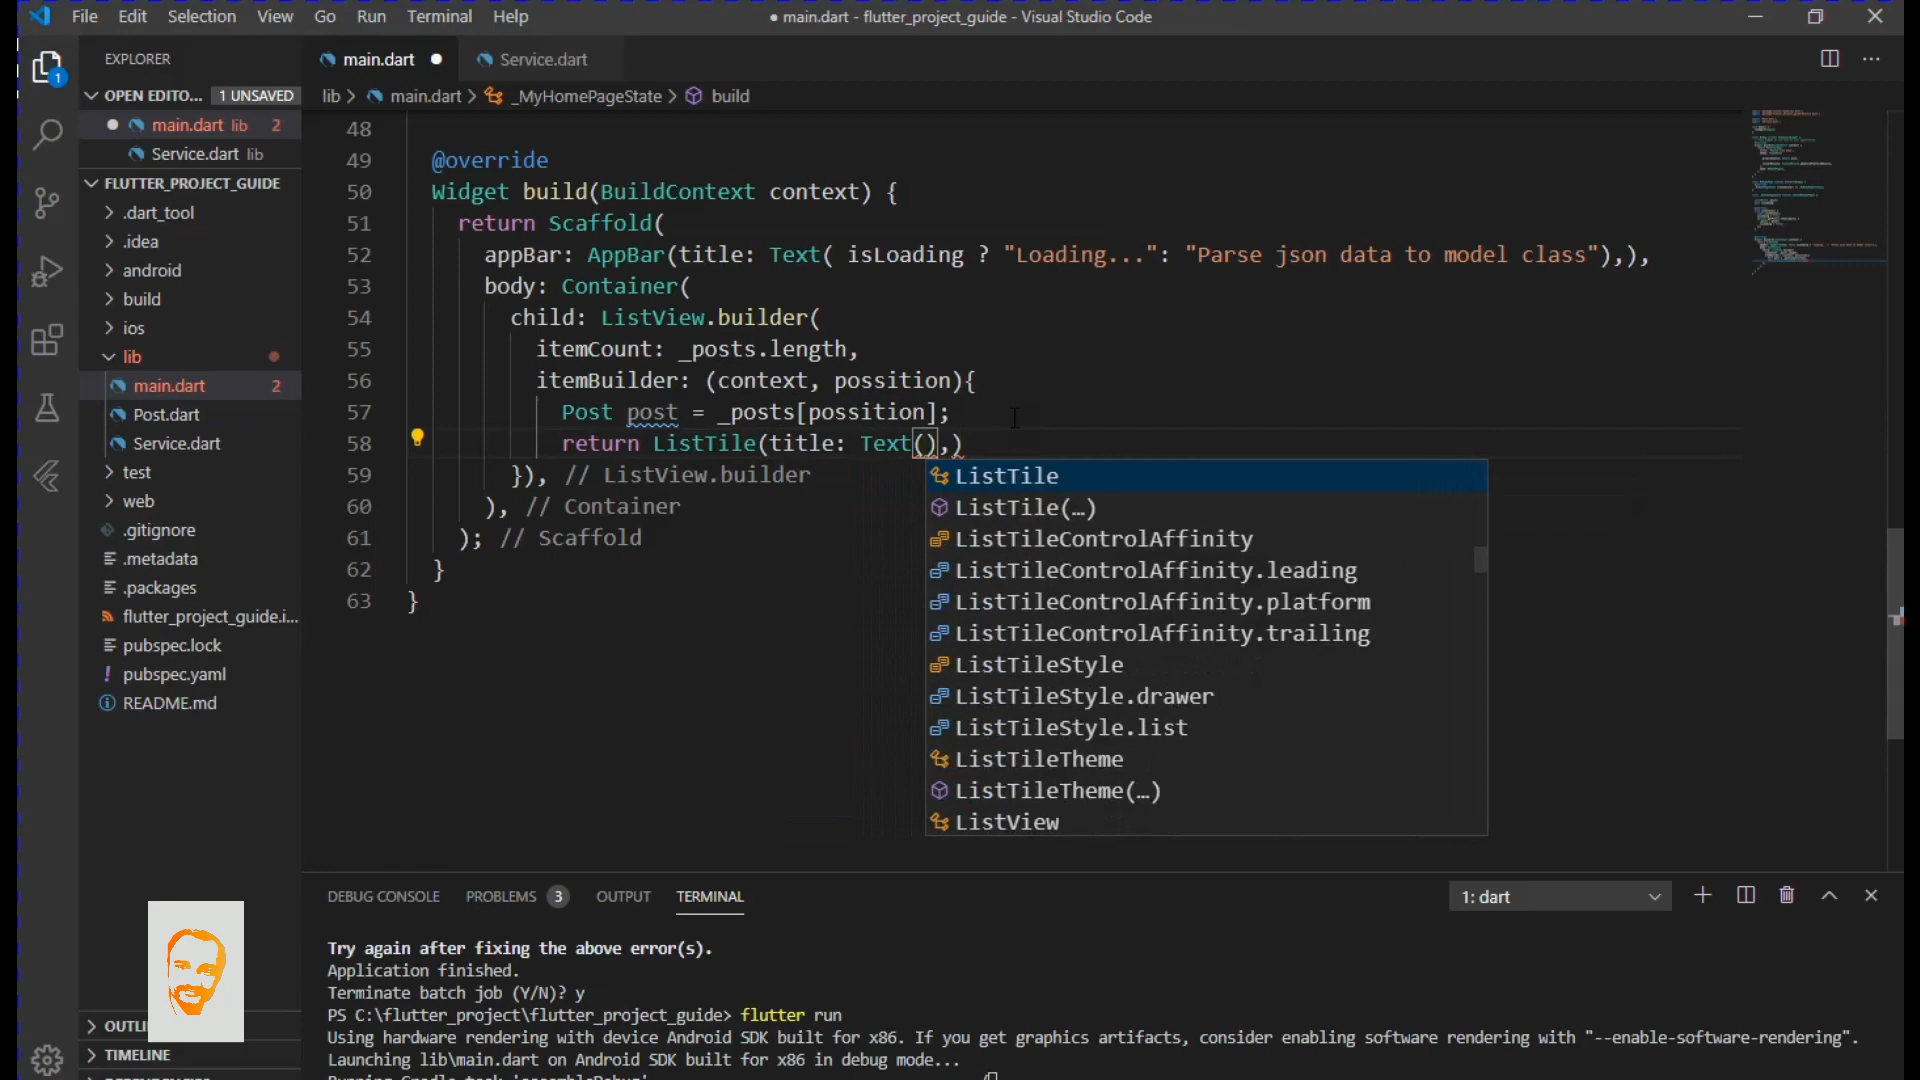 File Edit Selection View Go Run Terminal Help
● main.dart - flutter_project_guide - Visual Studio Code
EXPLORER
main.dart ●
Service.dart
OPEN EDITO... 1 UNSAVED
lib > main.dart > _MyHomePageState > build
● main.dart lib 2
Service.dart lib
FLUTTER_PROJECT_GUIDE
.dart_tool
.idea
android
build
ios
lib
main.dart 2
Post.dart
Service.dart
test
web
.gitignore
.metadata
.packages
flutter_project_guide.i...
pubspec.lock
pubspec.yaml
README.md
OUTLI
TIMELINE
1
48
49 @override
50 Widget build(BuildContext context) {
51 return Scaffold(
52 appBar: AppBar(title: Text( isLoading ? "Loading...": "Parse json data to model class"),),
53 body: Container(
54 child: ListView.builder(
55 itemCount: _posts.length,
56 itemBuilder: (context, possition){
57 Post post = _posts[possition];
58 return ListTile(title: Text(),)
59 }), // ListView.builder
60 ), // Container
61 ); // Scaffold
62 }
63 }
ListTile
ListTile(…)
ListTileControlAffinity
ListTileControlAffinity.leading
ListTileControlAffinity.platform
ListTileControlAffinity.trailing
ListTileStyle
ListTileStyle.drawer
ListTileStyle.list
ListTileTheme
ListTileTheme(…)
ListView
DEBUG CONSOLE PROBLEMS 3 OUTPUT TERMINAL
1: dart
Try again after fixing the above error(s).
Application finished.
Terminate batch job (Y/N)? y
PS C:\flutter_project\flutter_project_guide> flutter run
Using hardware rendering with device Android SDK built for x86. If you get graphics artifacts, consider enabling software rendering with "--enable-software-rendering".
Launching lib\main.dart on Android SDK built for x86 in debug mode...